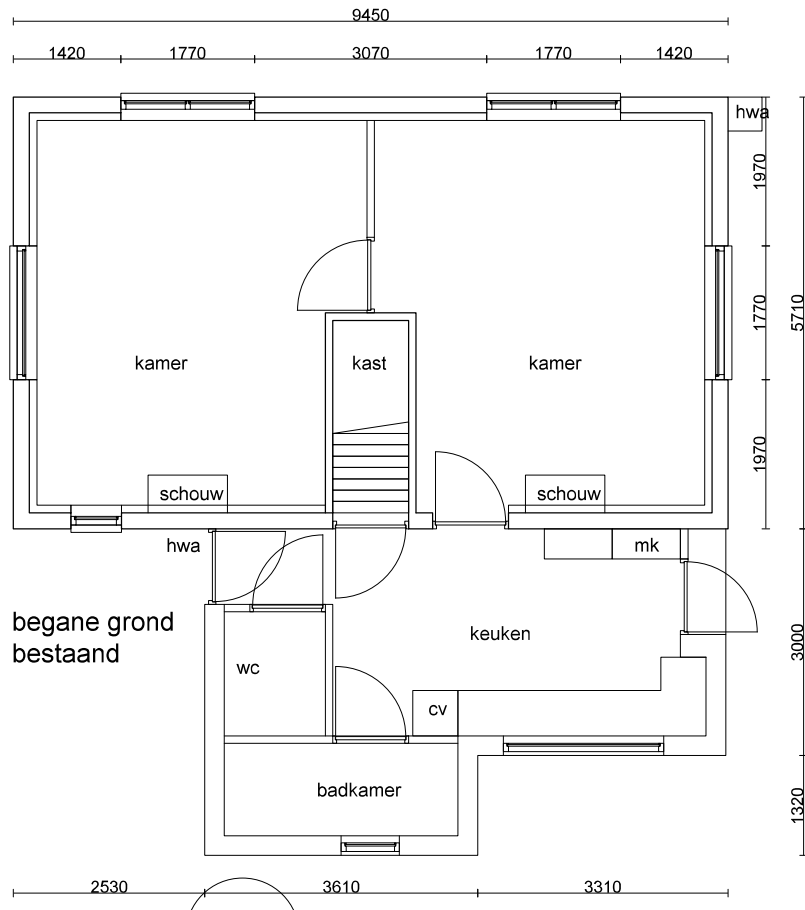 9450
1420 1770 3070 1770 1420
hwa
1970
kamer kast kamer
1770
5710
1970
schouw schouw
hwa mk
begane grond
bestaand
keuken
3000
wc
cv
badkamer
1320
2530 3610 3310